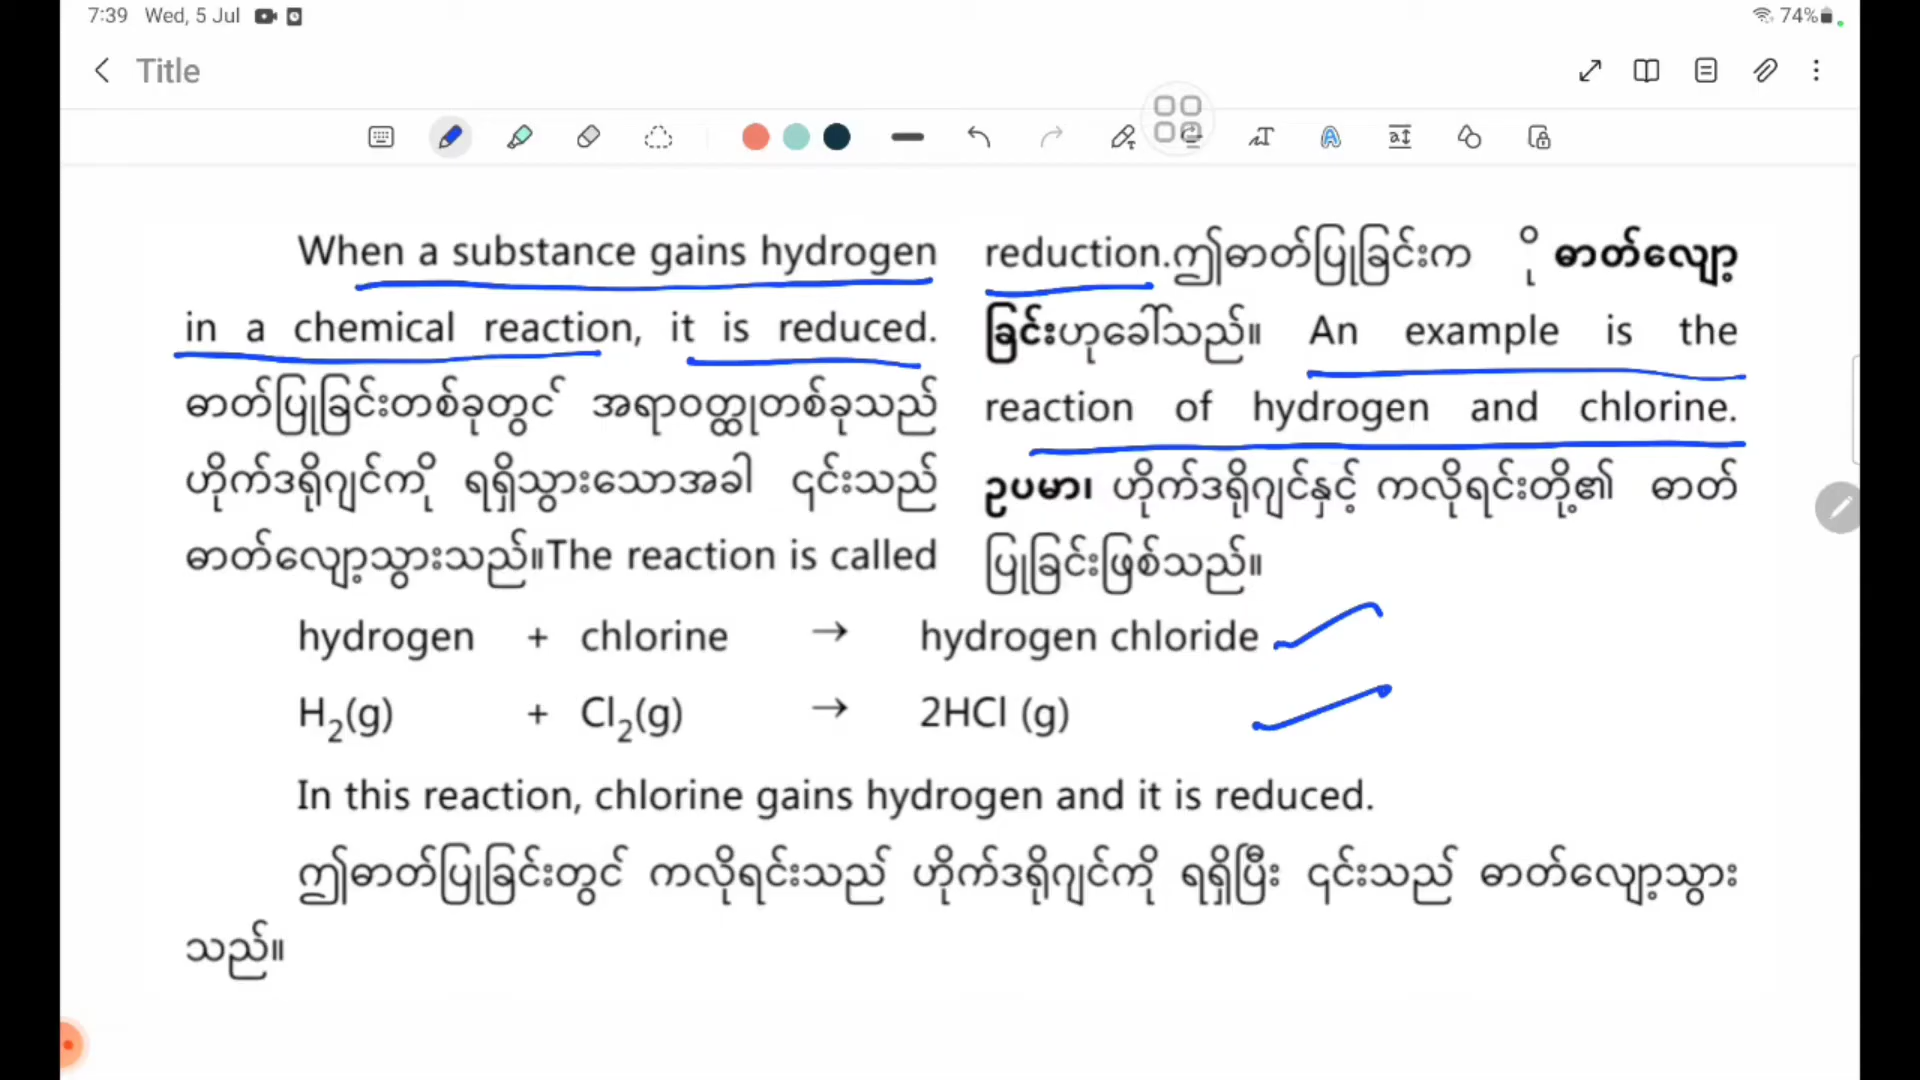 7:39 Wed, 5 Jul
74%
Title
When a substance gains hydrogen
in a chemical reaction, it is reduced.
ဓာတ်ပြုခြင်းတစ်ခုတွင် အရာဝတ္ထုတစ်ခုသည်
ဟိုက်ဒရိုဂျင်ကို ရရှိသွားသောအခါ ၎င်းသည်
ဓာတ်လျော့သွားသည်။The reaction is called
reduction.ဤဓာတ်ပြုခြင်းက ို ဓာတ်လျော့
ခြင်းဟုခေါ်သည်။ An example is the
reaction of hydrogen and chlorine.
ဥပမာ၊ ဟိုက်ဒရိုဂျင်နှင့် ကလိုရင်းတို့၏ ဓာတ်
ပြုခြင်းဖြစ်သည်။
hydrogen + chlorine → hydrogen chloride
H₂(g) + Cl₂(g) → 2HCl (g)
In this reaction, chlorine gains hydrogen and it is reduced.
ဤဓာတ်ပြုခြင်းတွင် ကလိုရင်းသည် ဟိုက်ဒရိုဂျင်ကို ရရှိပြီး ၎င်းသည် ဓာတ်လျော့သွား
သည်။